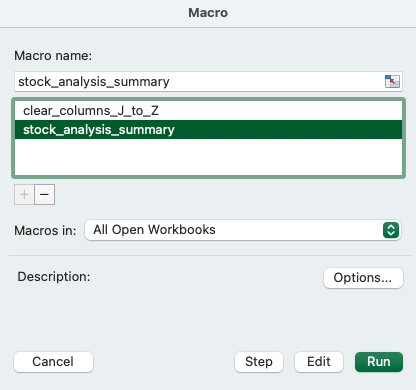 Macro
Macro name:
stock_analysis_summary
clear_columns_J_to_Z
stock_analysis_summary
+ −
Macros in: All Open Workbooks
Description:
Options...
Cancel Step Edit Run